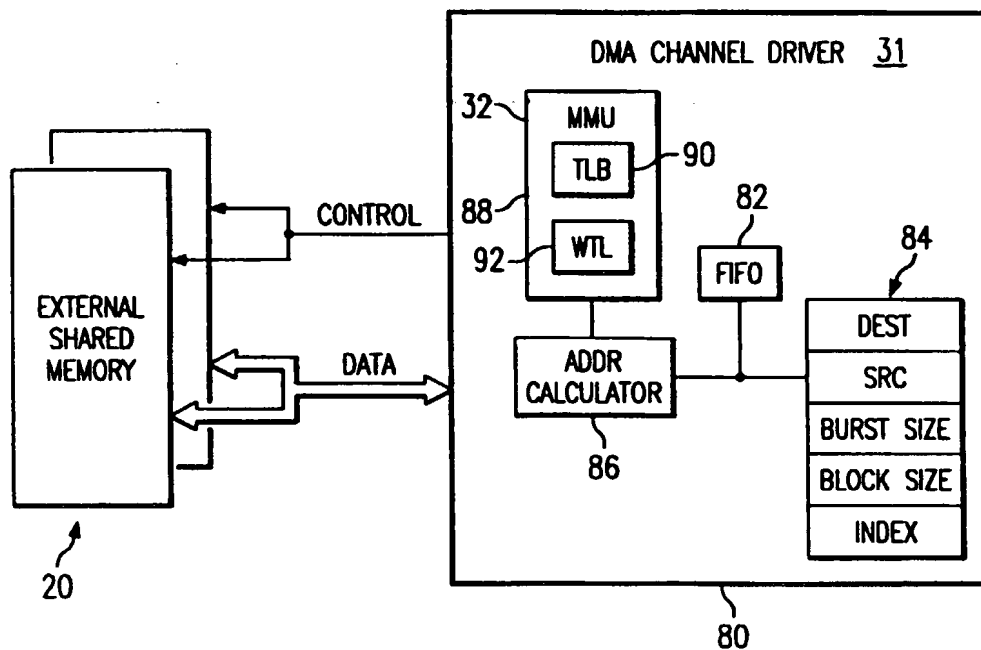 DMA CHANNEL DRIVER 31
32
MMU
TLB
90
88
92
WTL
82
FIFO
84
CONTROL
EXTERNAL
SHARED
MEMORY
DATA
ADDR
CALCULATOR
86
DEST
SRC
BURST SIZE
BLOCK SIZE
INDEX
20
80